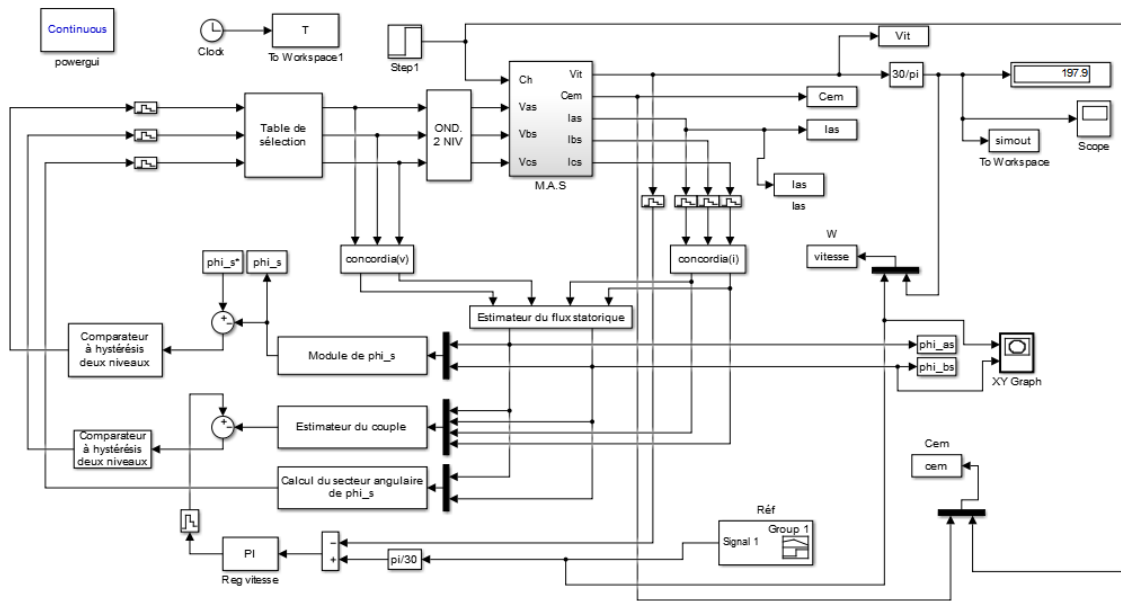 Continuous
powergui
Clock
T
To Workspace1
Step1
Ch
Vas
Vbs
Vcs
Vit
Cem
Ias
Ibs
Ics
M.A.S
Vit
30/pi
197.9
Cem
Ias
Ias
Ias
simout
To Workspace
Scope
Table de
sélection
OND.
2 NIV
W
vitesse
phi_s*
phi_s
concordia(v)
concordia(i)
Estimateur du flux statorique
+
−
Comparateur
à hystérésis
deux niveaux
Module de phi_s
phi_as
phi_bs
XY Graph
+
−
Comparateur
à hystérésis
deux niveaux
Estimateur du couple
Calcul du secteur angulaire
de phi_s
Cem
cem
Réf
Group 1
Signal 1
PI
Reg vitesse
−
+
pi/30